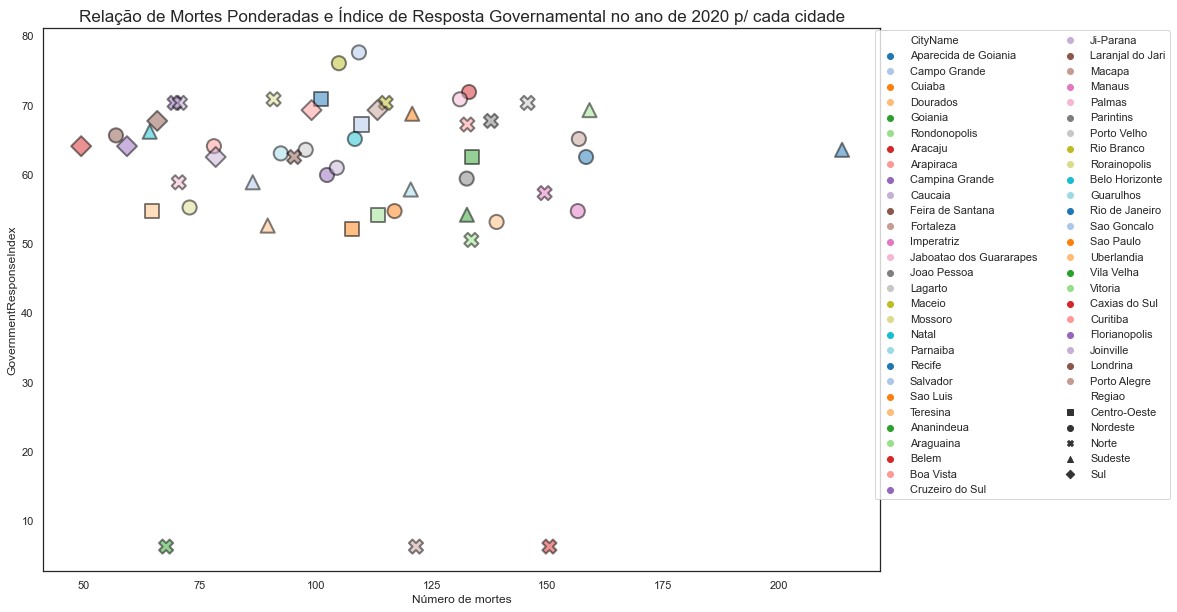 Relação de Mortes Ponderadas e Índice de Resposta Governamental no ano de 2020 p/ cada cidade
80
70
60
50
40
30
20
10
GovernmentResponseIndex
50
75
100
125
150
175
200
Número de mortes
CityName
Aparecida de Goiania
Campo Grande
Cuiaba
Dourados
Goiania
Rondonopolis
Aracaju
Arapiraca
Campina Grande
Caucaia
Feira de Santana
Fortaleza
Imperatriz
Jaboatao dos Guararapes
Joao Pessoa
Lagarto
Maceio
Mossoro
Natal
Parnaiba
Recife
Salvador
Sao Luis
Teresina
Ananindeua
Araguaina
Belem
Boa Vista
Cruzeiro do Sul
Ji-Parana
Laranjal do Jari
Macapa
Manaus
Palmas
Parintins
Porto Velho
Rio Branco
Rorainopolis
Belo Horizonte
Guarulhos
Rio de Janeiro
Sao Goncalo
Sao Paulo
Uberlandia
Vila Velha
Vitoria
Caxias do Sul
Curitiba
Florianopolis
Joinville
Londrina
Porto Alegre
Regiao
Centro-Oeste
Nordeste
Norte
Sudeste
Sul